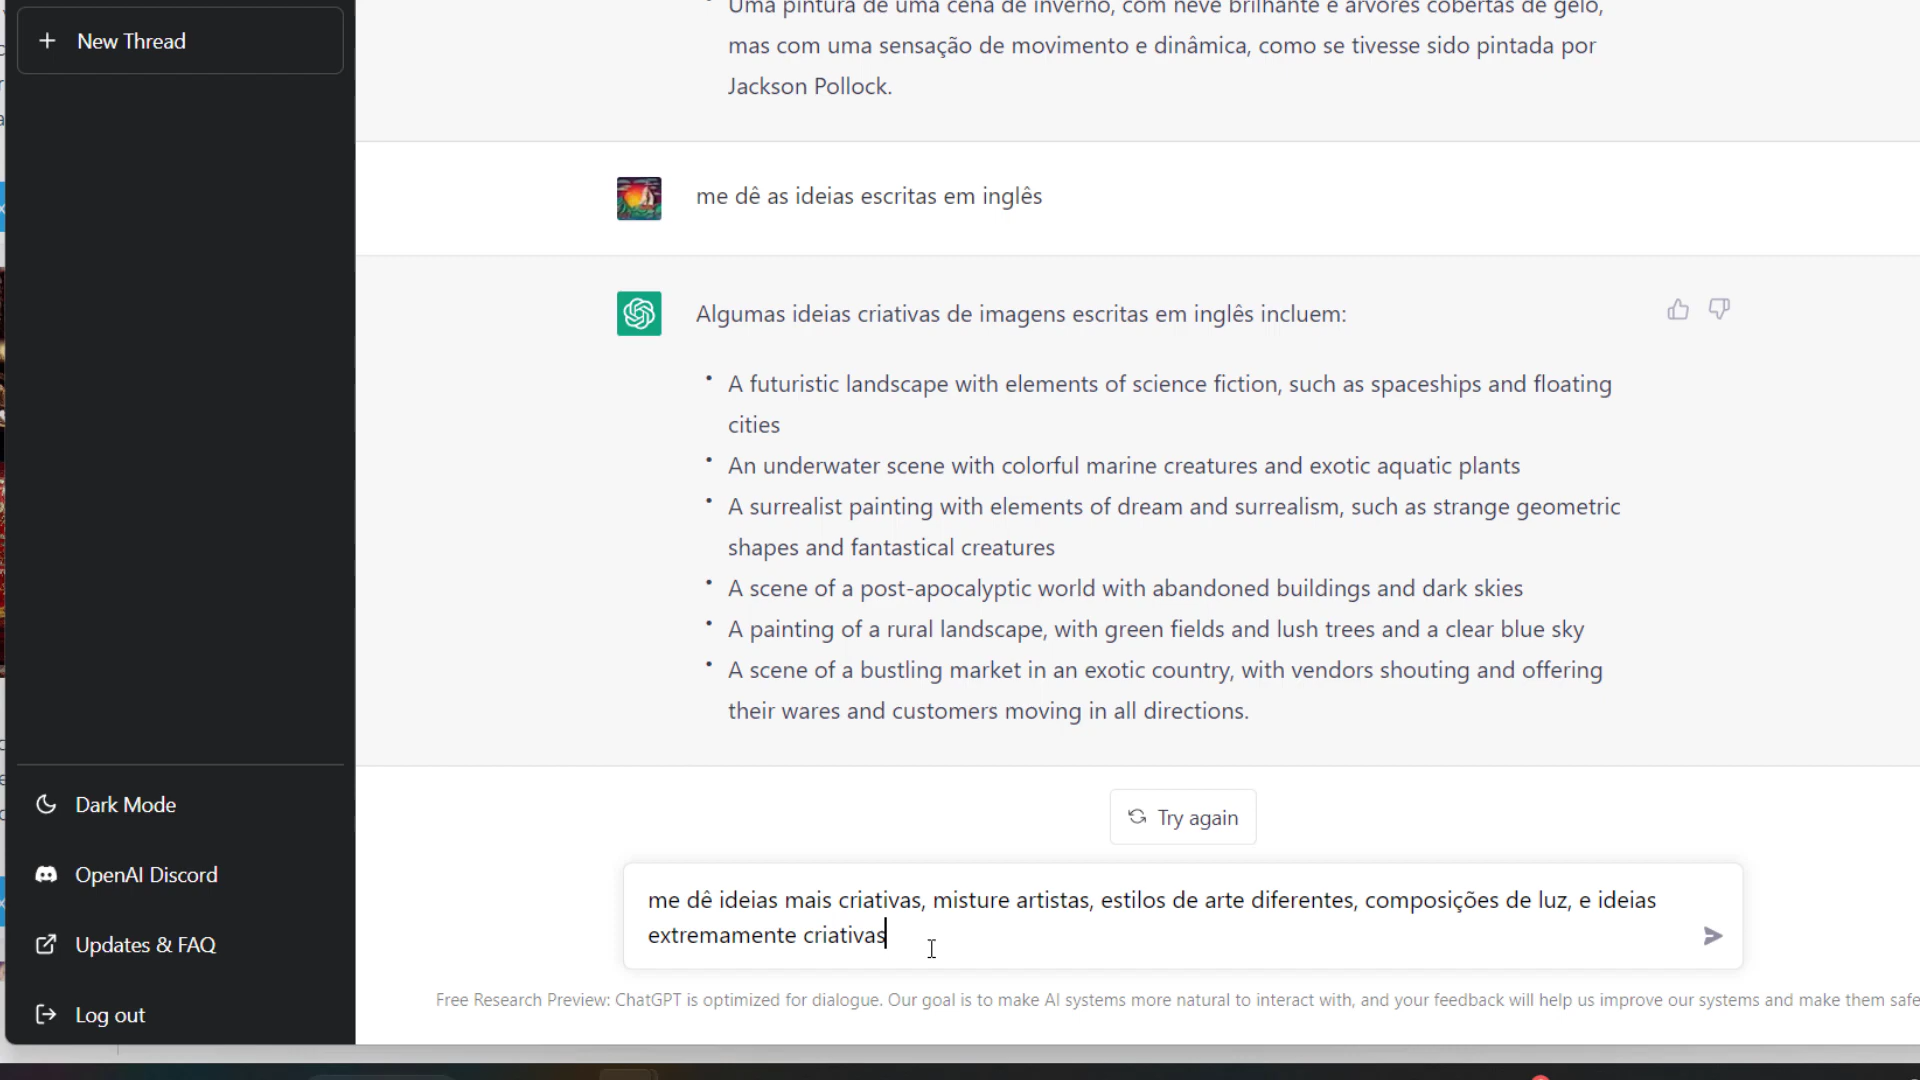 New Thread
Uma pintura de uma cena de inverno, com neve brilhante e árvores cobertas de gelo,
mas com uma sensação de movimento e dinâmica, como se tivesse sido pintada por
Jackson Pollock.
me dê as ideias escritas em inglês
Algumas ideias criativas de imagens escritas em inglês incluem:
• A futuristic landscape with elements of science fiction, such as spaceships and floating
cities
• An underwater scene with colorful marine creatures and exotic aquatic plants
• A surrealist painting with elements of dream and surrealism, such as strange geometric
shapes and fantastical creatures
• A scene of a post-apocalyptic world with abandoned buildings and dark skies
• A painting of a rural landscape, with green fields and lush trees and a clear blue sky
• A scene of a bustling market in an exotic country, with vendors shouting and offering
their wares and customers moving in all directions.
Dark Mode
OpenAI Discord
Updates & FAQ
Log out
Try again
me dê ideias mais criativas, misture artistas, estilos de arte diferentes, composições de luz, e ideias
extremamente criativas
Free Research Preview: ChatGPT is optimized for dialogue. Our goal is to make AI systems more natural to interact with, and your feedback will help us improve our systems and make them safe